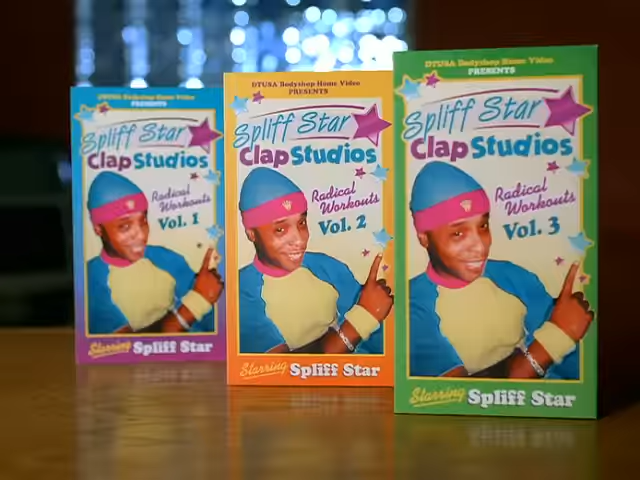 DTUSA Bodyshop Home Video
PRESENTS
Spliff Star
Clap Studios
Radical
Workouts
Vol. 1
Starring Spliff Star
DTUSA Bodyshop Home Video
PRESENTS
Spliff Star
Clap Studios
Radical
Workouts
Vol. 2
Starring Spliff Star
DTUSA Bodyshop Home Video
PRESENTS
Spliff Star
Clap Studios
Radical
Workouts
Vol. 3
Starring Spliff Star